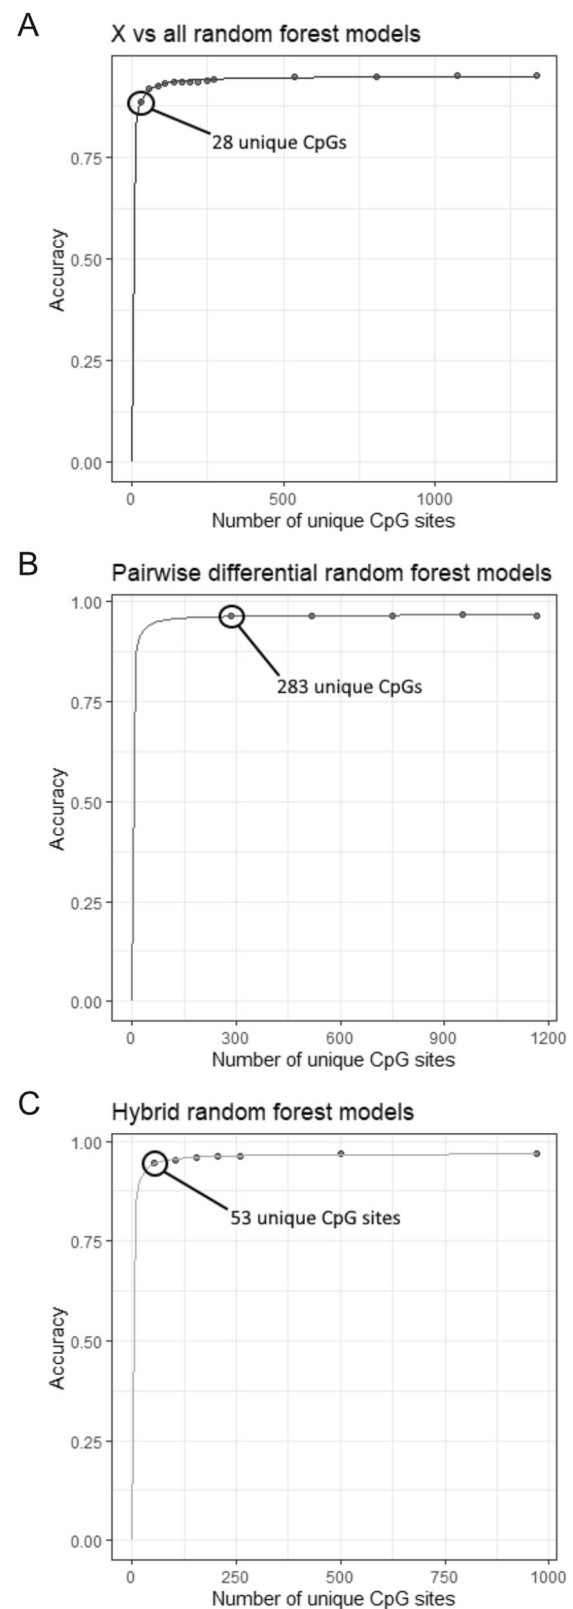 A
X vs all random forest models
28 unique CpGs
0.75
0.50
0.25
0.00
Accuracy
0 500 1000
Number of unique CpG sites
B
Pairwise differential random forest models
1.00
283 unique CpGs
0.75
0.50
0.25
0.00
Accuracy
0 300 600 900 1200
Number of unique CpG sites
C
Hybrid random forest models
1.00
53 unique CpG sites
0.75
0.50
0.25
0.00
Accuracy
0 250 500 750 1000
Number of unique CpG sites